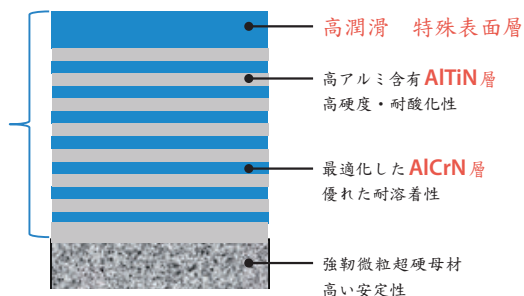 高潤滑　特殊表面層
高アルミ含有AlTiN層
高硬度・耐酸化性
最適化したAlCrN層
優れた耐溶着性
強靭微粒超硬母材
高い安定性